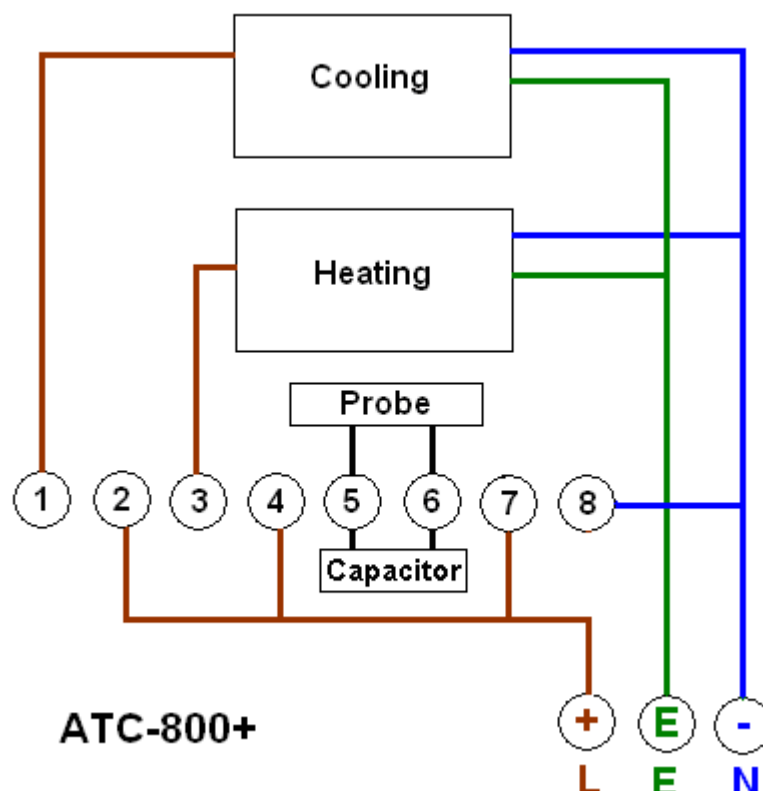 Cooling
Heating
Probe
1 2 3 4 5 6 7 8
Capacitor
ATC-800+
+ E -
L E N